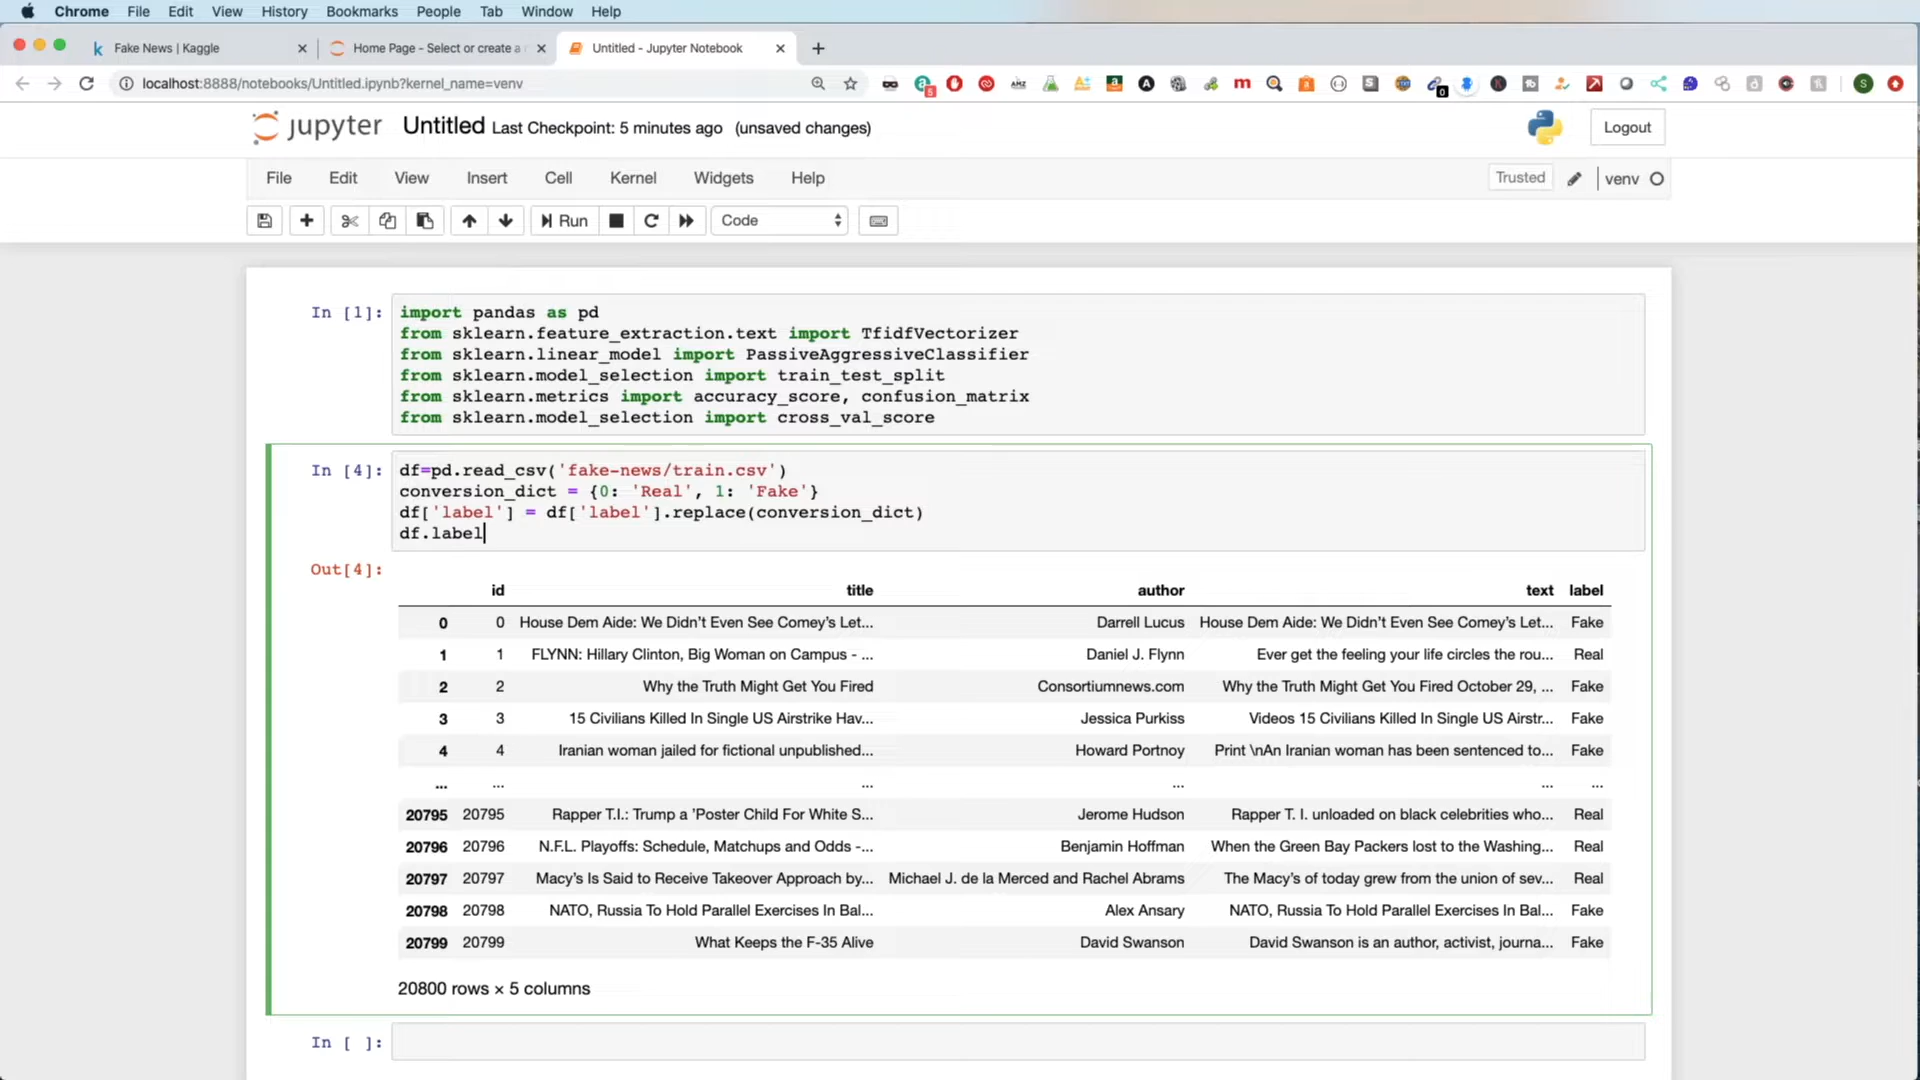 Chrome File Edit View History Bookmarks People Tab Window Help
Fake News | Kaggle
Home Page - Select or create a
Untitled - Jupyter Notebook
localhost:8888/notebooks/Untitled.ipynb?kernel_name=venv
jupyter Untitled Last Checkpoint: 5 minutes ago (unsaved changes)
Logout
File Edit View Insert Cell Kernel Widgets Help
Trusted venv
Run Code
In [1]: import pandas as pd
from sklearn.feature_extraction.text import TfidfVectorizer
from sklearn.linear_model import PassiveAggressiveClassifier
from sklearn.model_selection import train_test_split
from sklearn.metrics import accuracy_score, confusion_matrix
from sklearn.model_selection import cross_val_score
In [4]: df=pd.read_csv('fake-news/train.csv')
conversion_dict = {0: 'Real', 1: 'Fake'}
df['label'] = df['label'].replace(conversion_dict)
df.label
Out[4]:
id title author text label
0 0 House Dem Aide: We Didn’t Even See Comey’s Let... Darrell Lucus House Dem Aide: We Didn’t Even See Comey’s Let... Fake
1 1 FLYNN: Hillary Clinton, Big Woman on Campus - ... Daniel J. Flynn Ever get the feeling your life circles the rou... Real
2 2 Why the Truth Might Get You Fired Consortiumnews.com Why the Truth Might Get You Fired October 29, ... Fake
3 3 15 Civilians Killed In Single US Airstrike Hav... Jessica Purkiss Videos 15 Civilians Killed In Single US Airstr... Fake
4 4 Iranian woman jailed for fictional unpublished... Howard Portnoy Print \nAn Iranian woman has been sentenced to... Fake
... ... ... ... ... ...
20795 20795 Rapper T.I.: Trump a 'Poster Child For White S... Jerome Hudson Rapper T. I. unloaded on black celebrities who... Real
20796 20796 N.F.L. Playoffs: Schedule, Matchups and Odds -... Benjamin Hoffman When the Green Bay Packers lost to the Washing... Real
20797 20797 Macy’s Is Said to Receive Takeover Approach by... Michael J. de la Merced and Rachel Abrams The Macy’s of today grew from the union of sev... Real
20798 20798 NATO, Russia To Hold Parallel Exercises In Bal... Alex Ansary NATO, Russia To Hold Parallel Exercises In Bal... Fake
20799 20799 What Keeps the F-35 Alive David Swanson David Swanson is an author, activist, journa... Fake
20800 rows × 5 columns
In [ ]: